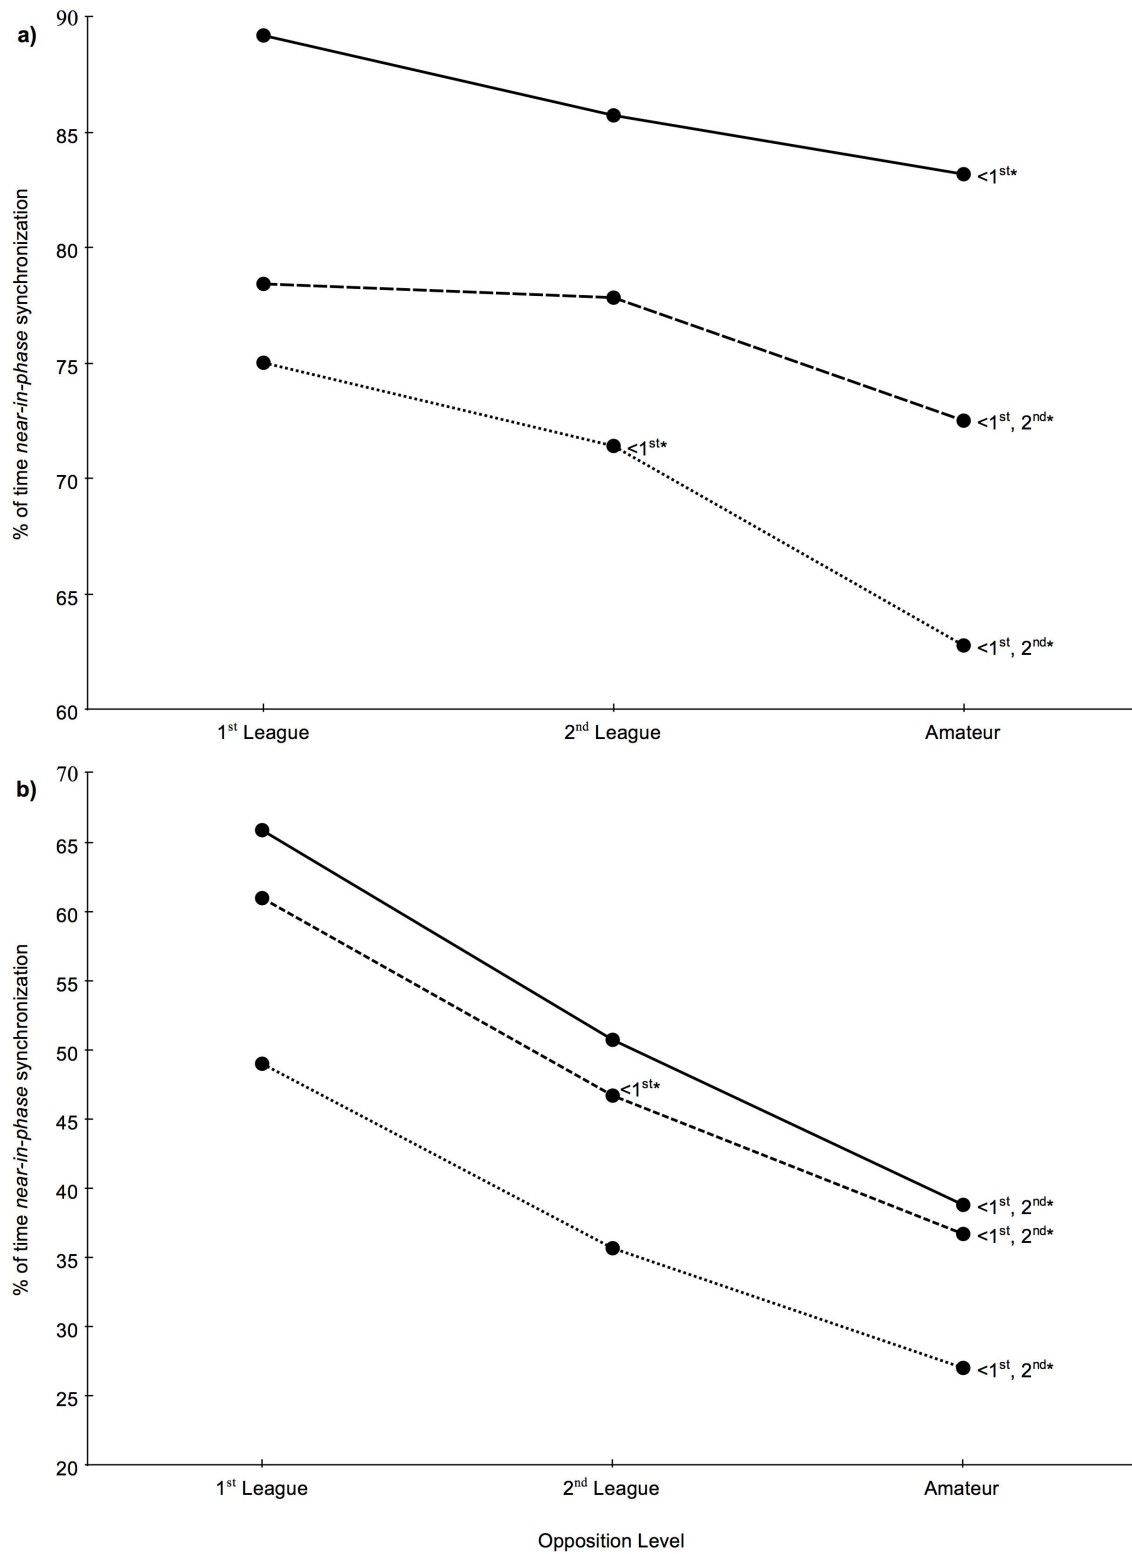 a)
% of time near-in-phase synchronization
90
85
80
75
70
65
60
<1st*
<1st, 2nd*
<1st*
<1st, 2nd*
1st League 2nd League Amateur
b)
% of time near-in-phase synchronization
70
65
60
55
50
45
40
35
30
25
20
<1st*
<1st, 2nd*
<1st, 2nd*
<1st, 2nd*
1st League 2nd League Amateur
Opposition Level